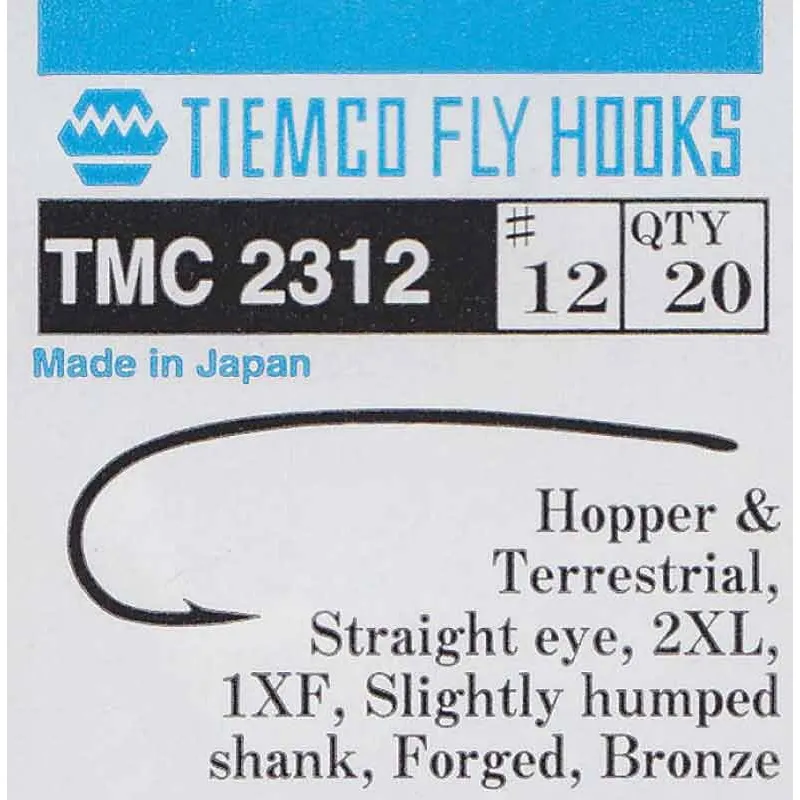 TIEMCO FLY HOOKS
TMC 2312
# 12
QTY 20
Made in Japan
Hopper &
Terrestrial,
Straight eye, 2XL,
1XF, Slightly humped
shank, Forged, Bronze